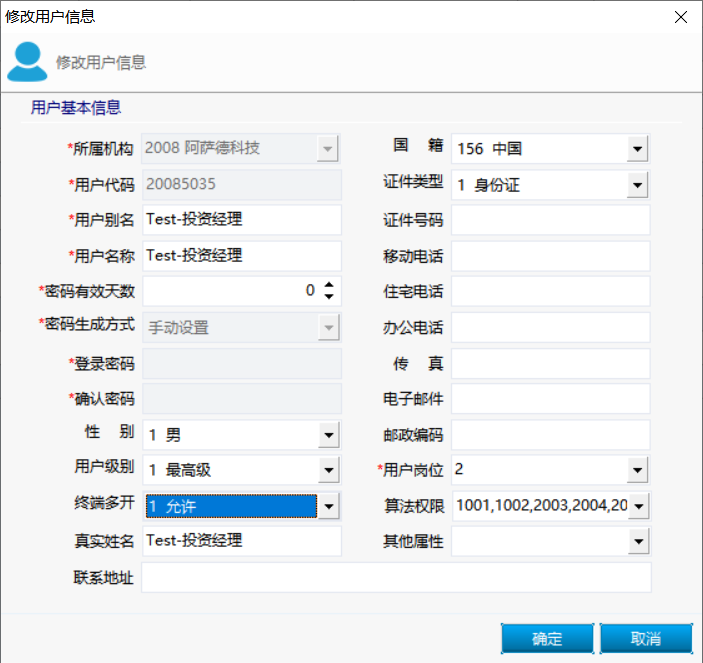 修改用户信息
修改用户信息
用户基本信息
*所属机构 2008 阿萨德科技 国 籍 156 中国
*用户代码 20085035 证件类型 1 身份证
*用户别名 Test-投资经理 证件号码
*用户名称 Test-投资经理 移动电话
*密码有效天数 0 住宅电话
*密码生成方式 手动设置 办公电话
*登录密码 传 真
*确认密码 电子邮件
性 别 1 男 邮政编码
用户级别 1 最高级 *用户岗位 2
终端多开 1 允许 算法权限 1001,1002,2003,2004,20
真实姓名 Test-投资经理 其他属性
联系地址
确定 取消